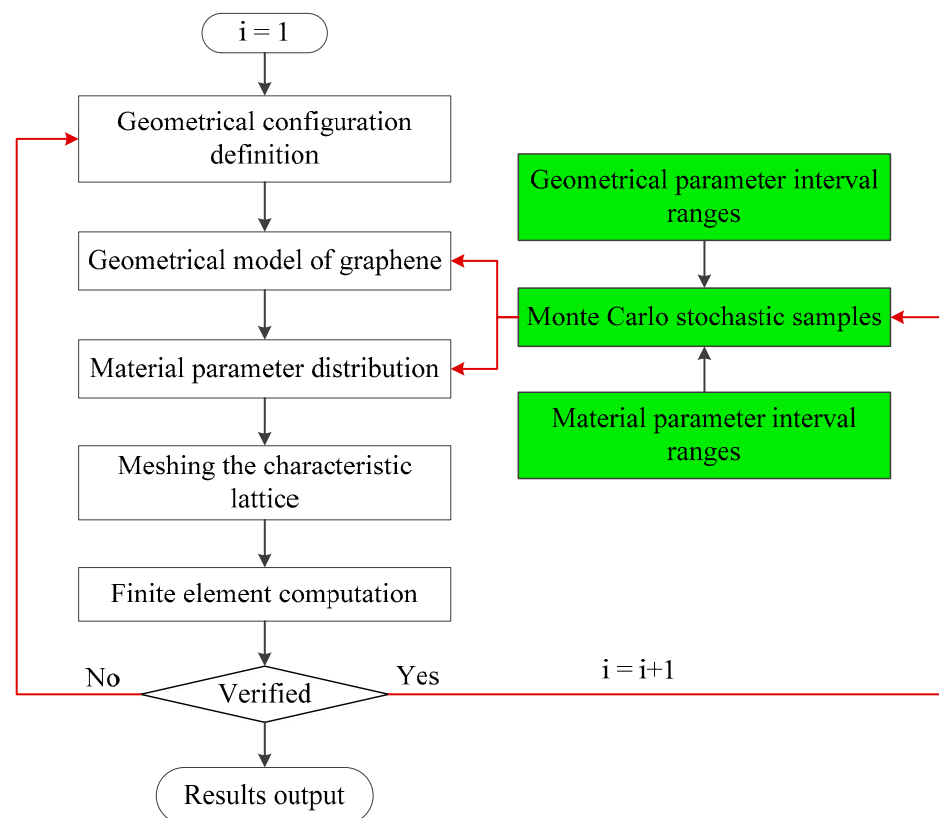 i = 1
Geometrical configuration
definition
Geometrical parameter interval
ranges
Geometrical model of graphene
Monte Carlo stochastic samples
Material parameter distribution
Material parameter interval
ranges
Meshing the characteristic
lattice
Finite element computation
No
Verified
Yes
i = i+1
Results output